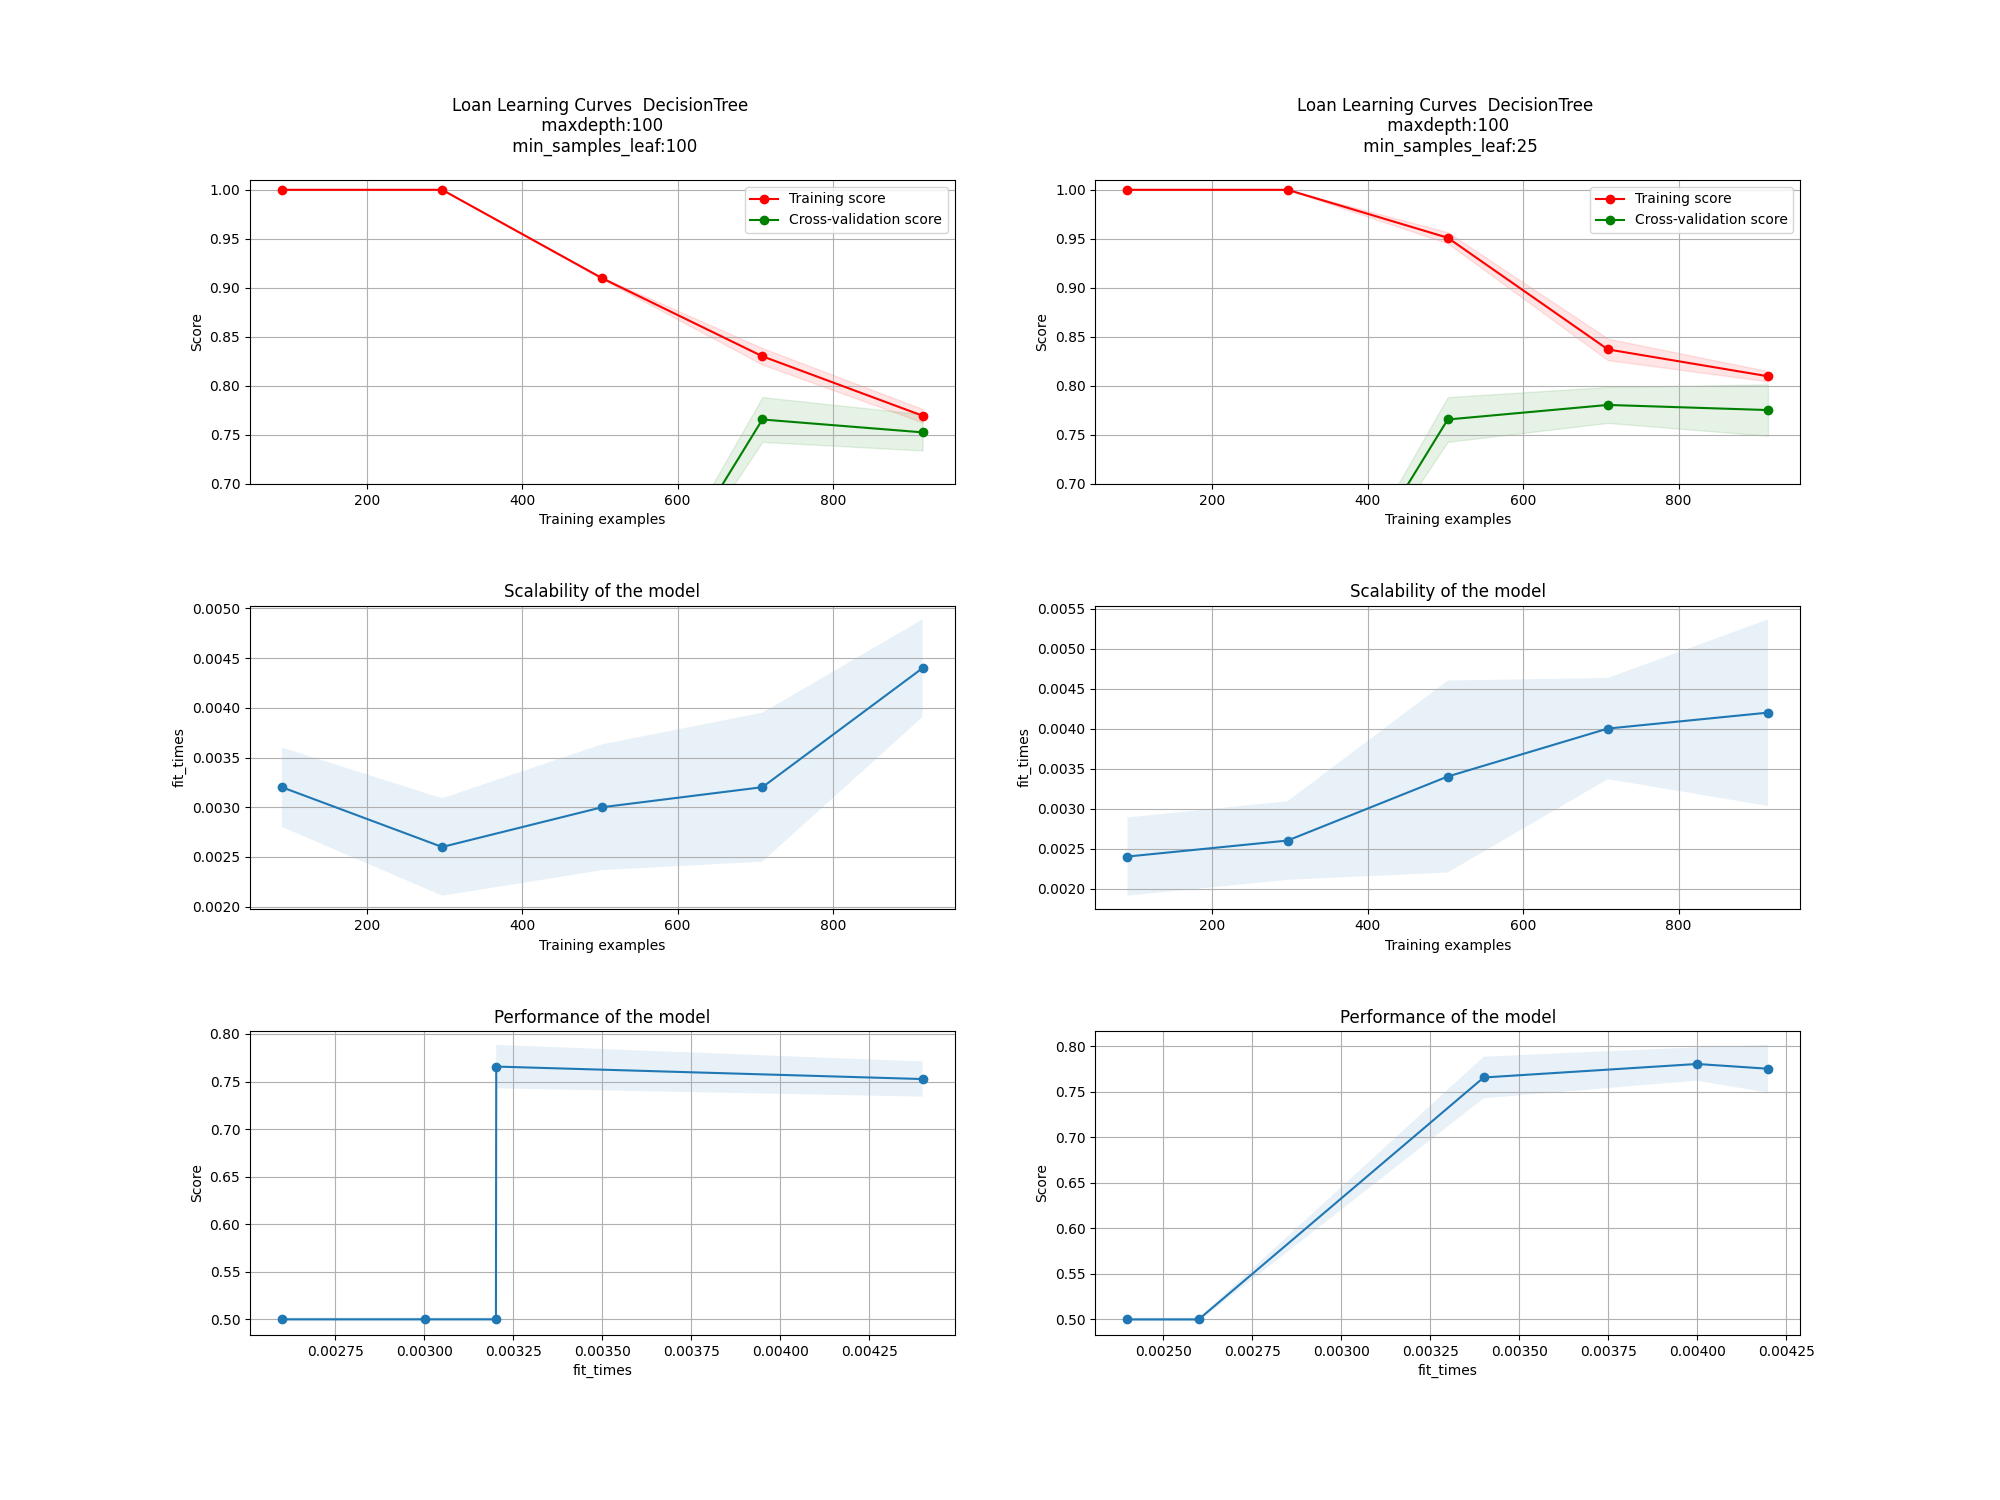 Loan Learning Curves  DecisionTree
maxdepth:100
min_samples_leaf:100
1.00
0.95
0.90
0.85
0.80
0.75
0.70
Score
Training score
Cross-validation score
200 400 600 800
Training examples
Loan Learning Curves  DecisionTree
maxdepth:100
min_samples_leaf:25
1.00
0.95
0.90
0.85
0.80
0.75
0.70
Score
Training score
Cross-validation score
200 400 600 800
Training examples
Scalability of the model
0.0050
0.0045
0.0040
0.0035
0.0030
0.0025
0.0020
fit_times
200 400 600 800
Training examples
Scalability of the model
0.0055
0.0050
0.0045
0.0040
0.0035
0.0030
0.0025
0.0020
fit_times
200 400 600 800
Training examples
Performance of the model
0.80
0.75
0.70
0.65
0.60
0.55
0.50
Score
0.00275 0.00300 0.00325 0.00350 0.00375 0.00400 0.00425
fit_times
Performance of the model
0.80
0.75
0.70
0.65
0.60
0.55
0.50
Score
0.00250 0.00275 0.00300 0.00325 0.00350 0.00375 0.00400 0.00425
fit_times